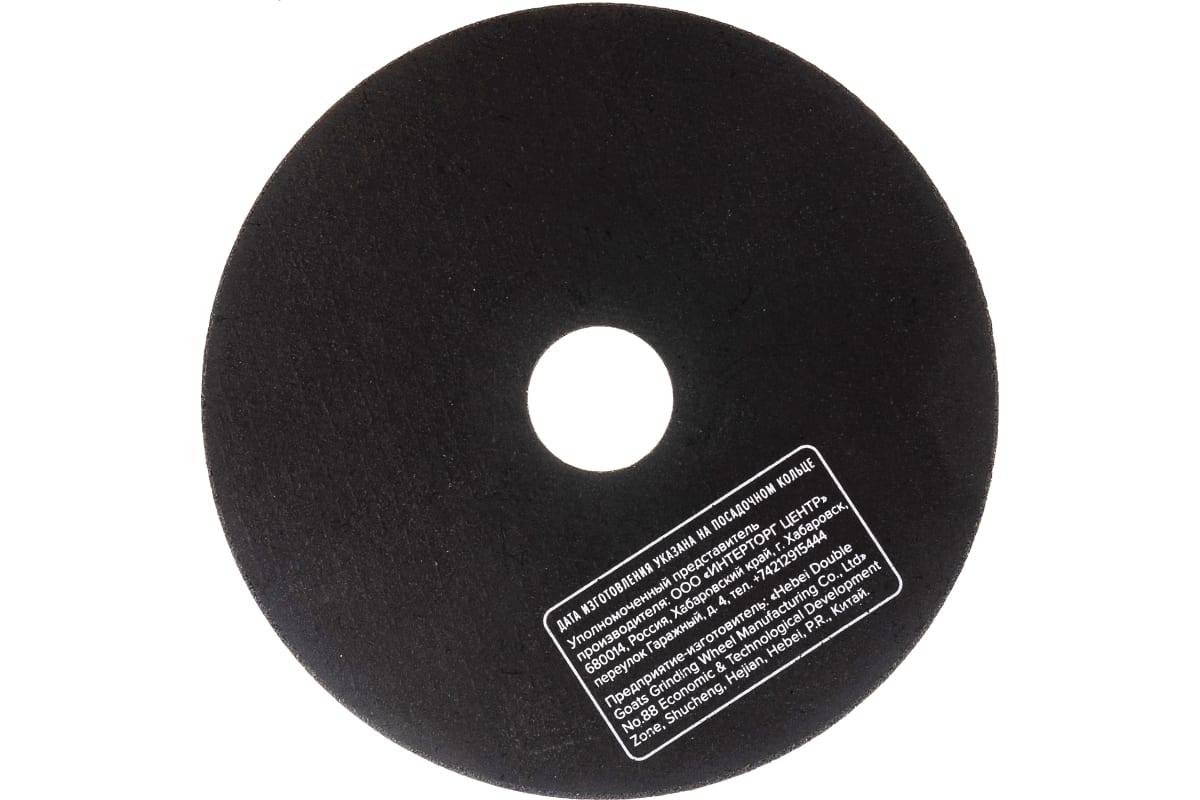 ДАТА ИЗГОТОВЛЕНИЯ УКАЗАНА НА ПОСАДОЧНОМ КОЛЬЦЕ
Уполномоченный представитель
производителя: ООО «ИНТЕРТОРГ ЦЕНТР»
680014, Россия, Хабаровский край, г. Хабаровск,
переулок Гаражный, д. 4, тел. +74212915444
Предприятие-изготовитель: «Hebei Double
Goats Grinding Wheel Manufacturing Co., Ltd»
No.88 Economic & Technological Development
Zone, Shucheng, Hejian, Hebei, P.R., Китай.